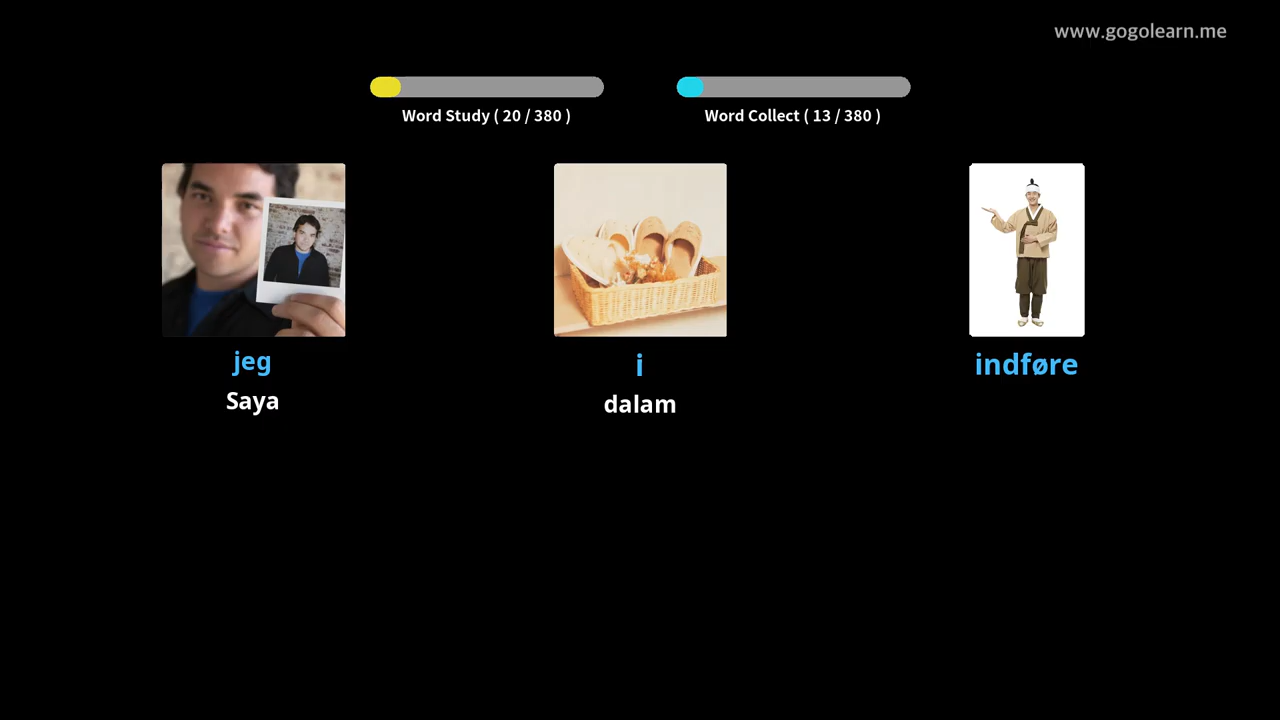 www.gogolearn.me
Word Study ( 20 / 380 )
Word Collect ( 13 / 380 )
jeg
Saya
i
dalam
indføre